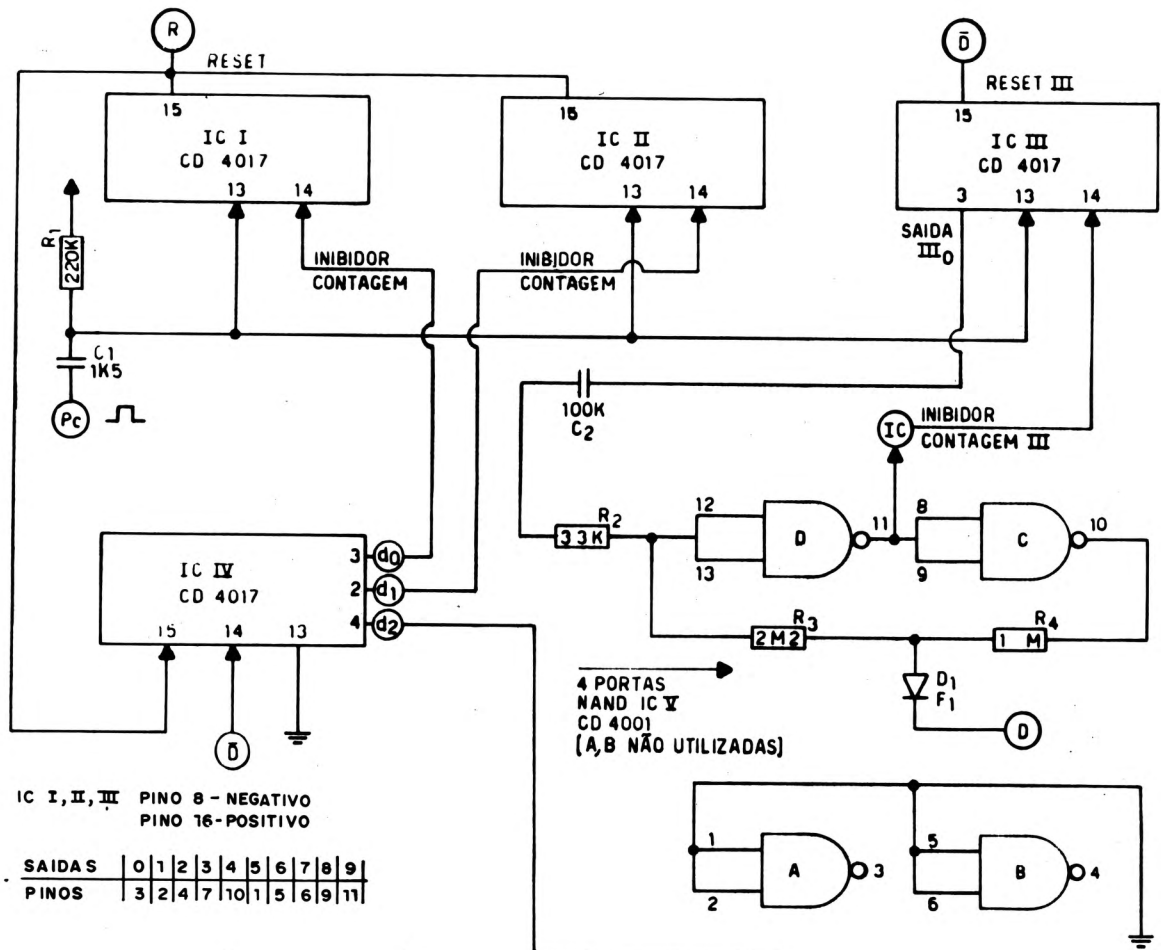 R
RESET
15
IC I
CD 4017
13 14
15
IC II
CD 4017
13 14
D̄
RESET III
15
IC III
CD 4017
3 13 14
SAIDA
III0
R1
220K
INIBIDOR
CONTAGEM
INIBIDOR
CONTAGEM
C1
1K5
Pc
100K
C2
IC
INIBIDOR
CONTAGEM III
IC IV
CD 4017
3 d0
2 d1
4 d2
15 14 13
D̄
R2
33K
12
13
D
11
8
9
C
10
R3
2M2
R4
1 M
D1
F1
D
4 PORTAS
NAND IC V
CD 4001
[A,B NÃO UTILIZADAS]
IC I, II, III PINO 8 - NEGATIVO
PINO 16 - POSITIVO
SAIDAS 0 1 2 3 4 5 6 7 8 9
PINOS 3 2 4 7 10 1 5 6 9 11
1
2
A
3
5
6
B
4